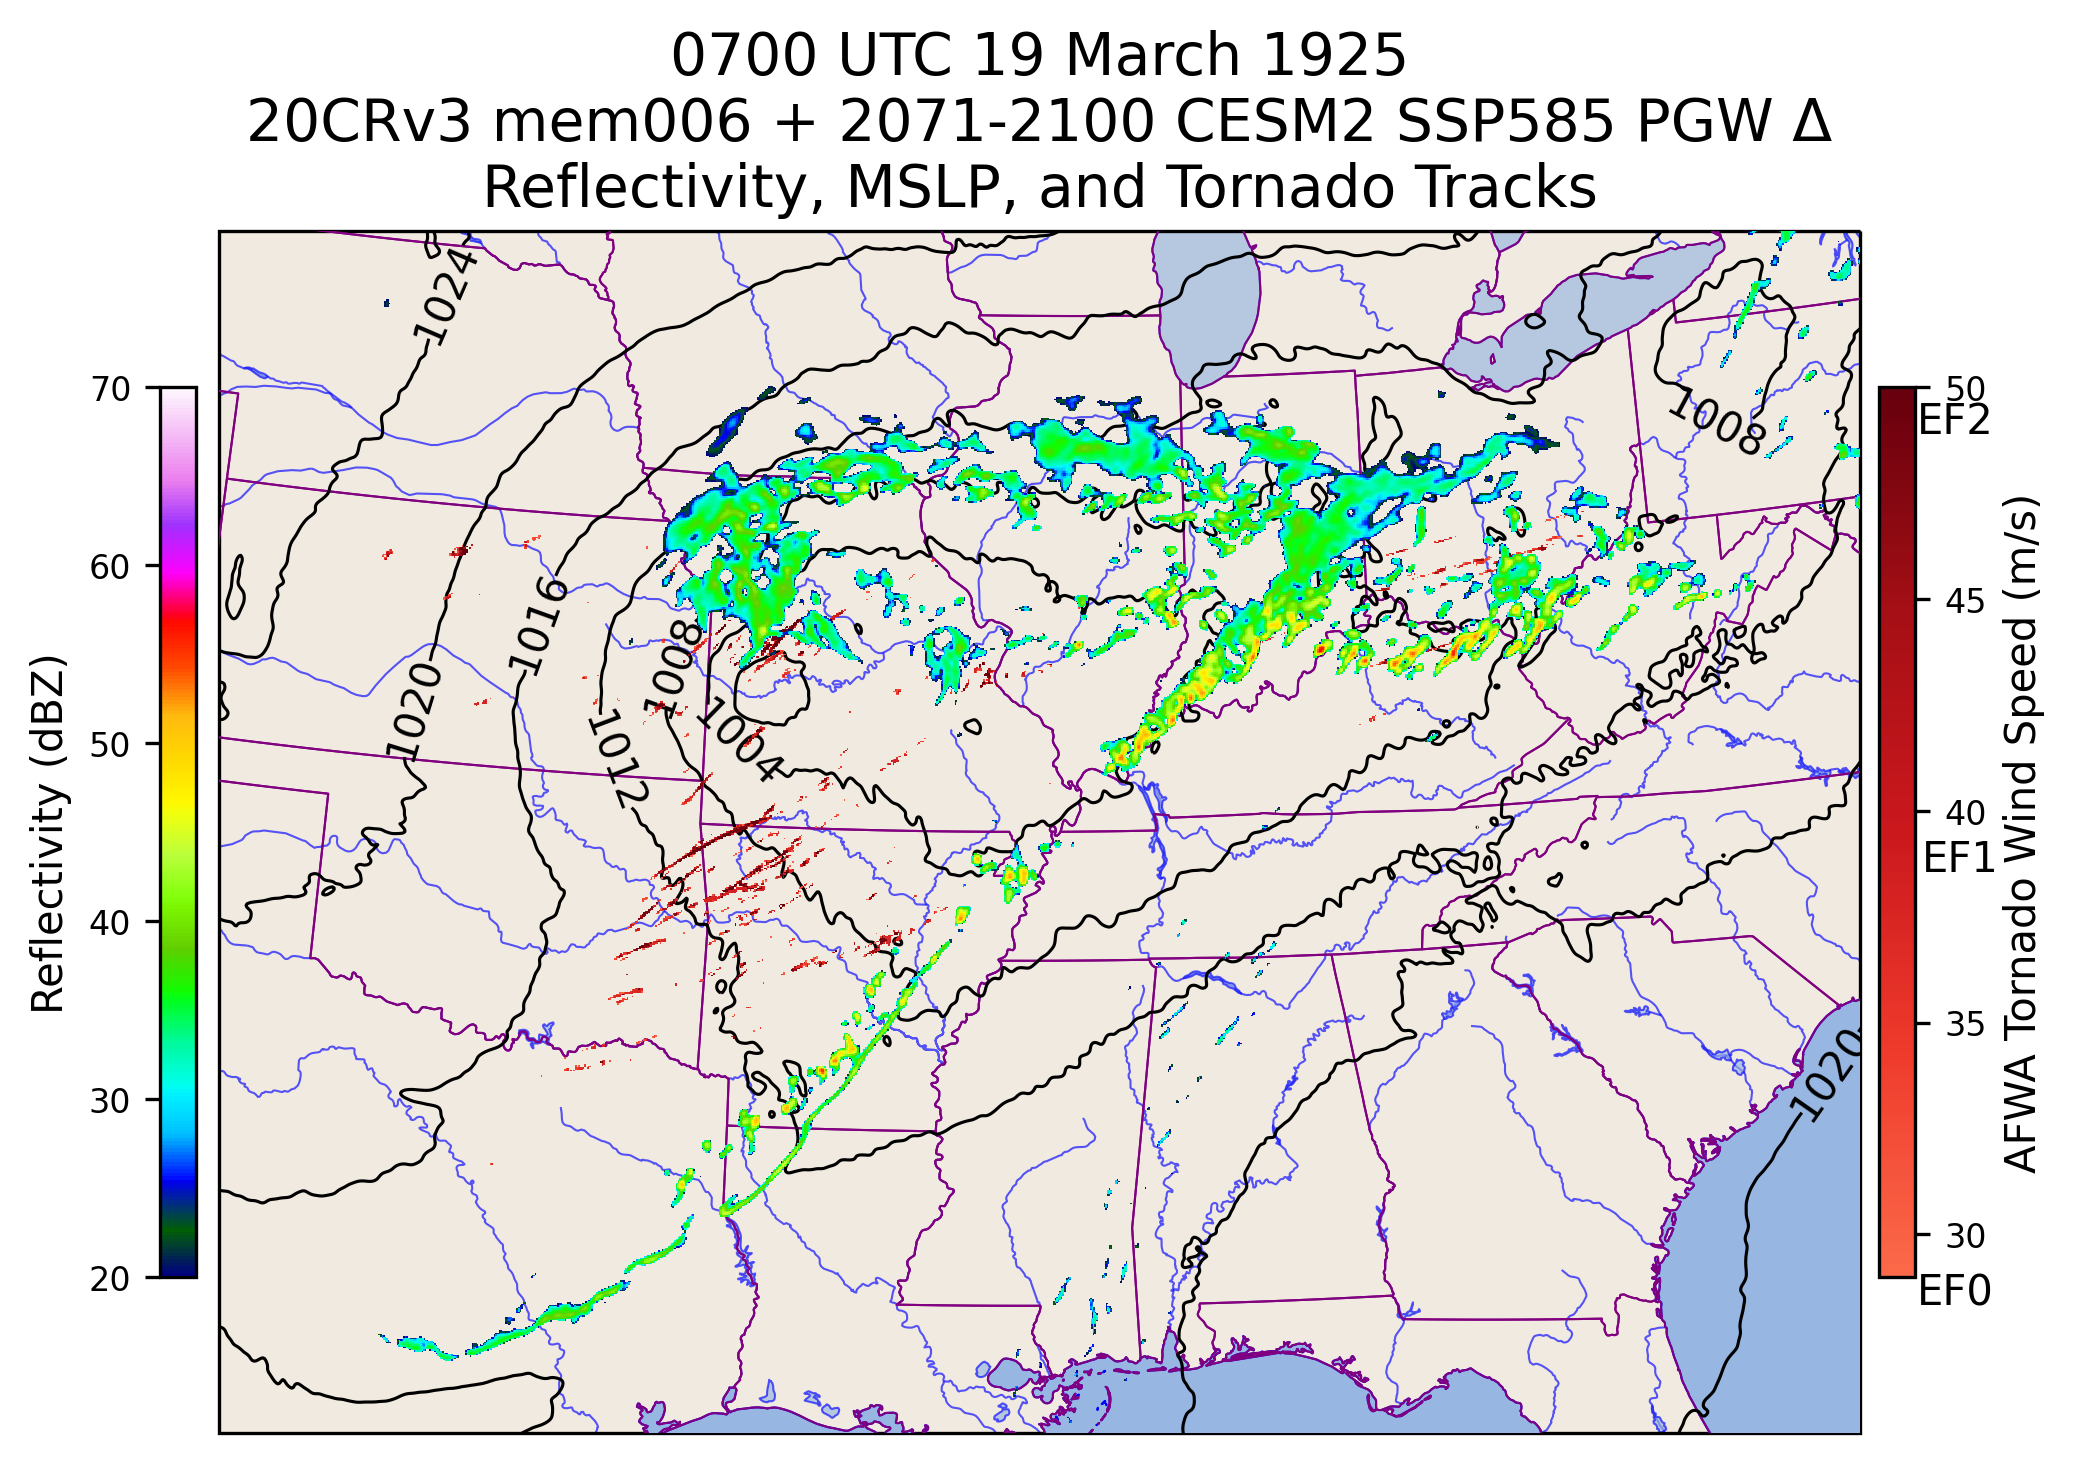 0700 UTC 19 March 1925
20CRv3 mem006 + 2071-2100 CESM2 SSP585 PGW Δ
Reflectivity, MSLP, and Tornado Tracks
Reflectivity (dBZ)
70
60
50
40
30
20
1024
1020
1016
1012
1008
1004
1008
1020
50
EF2
45
40
EF1
35
30
EF0
AFWA Tornado Wind Speed (m/s)